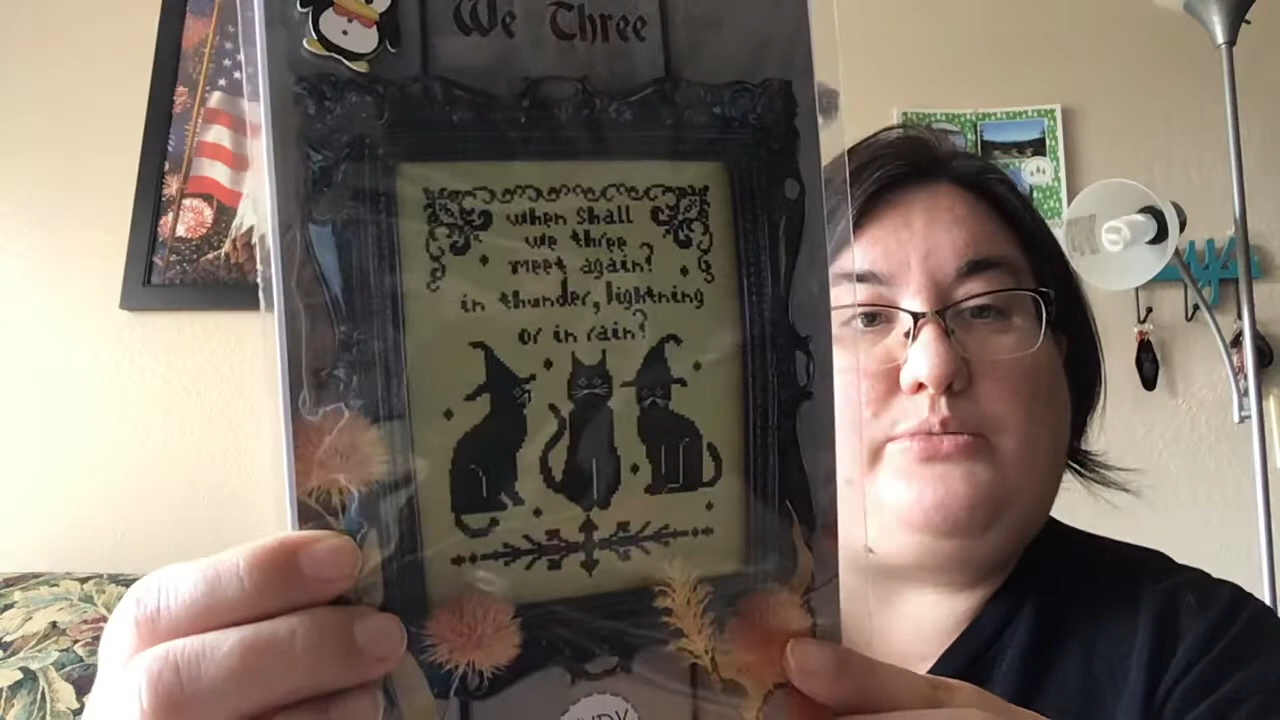 We Three
When Shall
we three
meet again?
in thunder, lightning
or in rain?